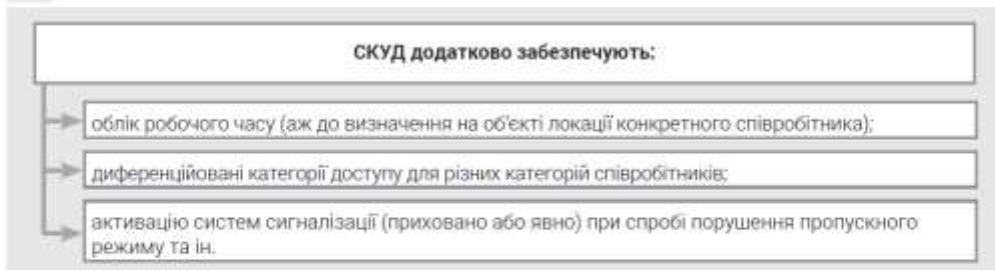 СКУД додатково забезпечують:
облік робочого часу (аж до визначення на об'єкті локації конкретного співробітника);
диференційовані категорії доступу для різних категорій співробітників;
активацію систем сигналізації (приховано або явно) при спробі порушення пропускного
режиму та ін.